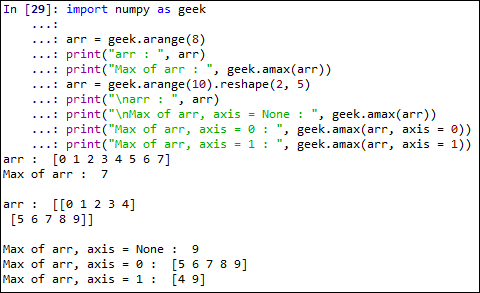 In [29]: import numpy as geek
    ...:
    ...: arr = geek.arange(8)
    ...: print("arr : ", arr)
    ...: print("Max of arr : ", geek.amax(arr))
    ...: arr = geek.arange(10).reshape(2, 5)
    ...: print("\narr : ", arr)
    ...: print("\nMax of arr, axis = None : ", geek.amax(arr))
    ...: print("Max of arr, axis = 0 : ", geek.amax(arr, axis = 0))
    ...: print("Max of arr, axis = 1 : ", geek.amax(arr, axis = 1))
arr :  [0 1 2 3 4 5 6 7]
Max of arr :  7

arr :  [[0 1 2 3 4]
 [5 6 7 8 9]]

Max of arr, axis = None :  9
Max of arr, axis = 0 :  [5 6 7 8 9]
Max of arr, axis = 1 :  [4 9]